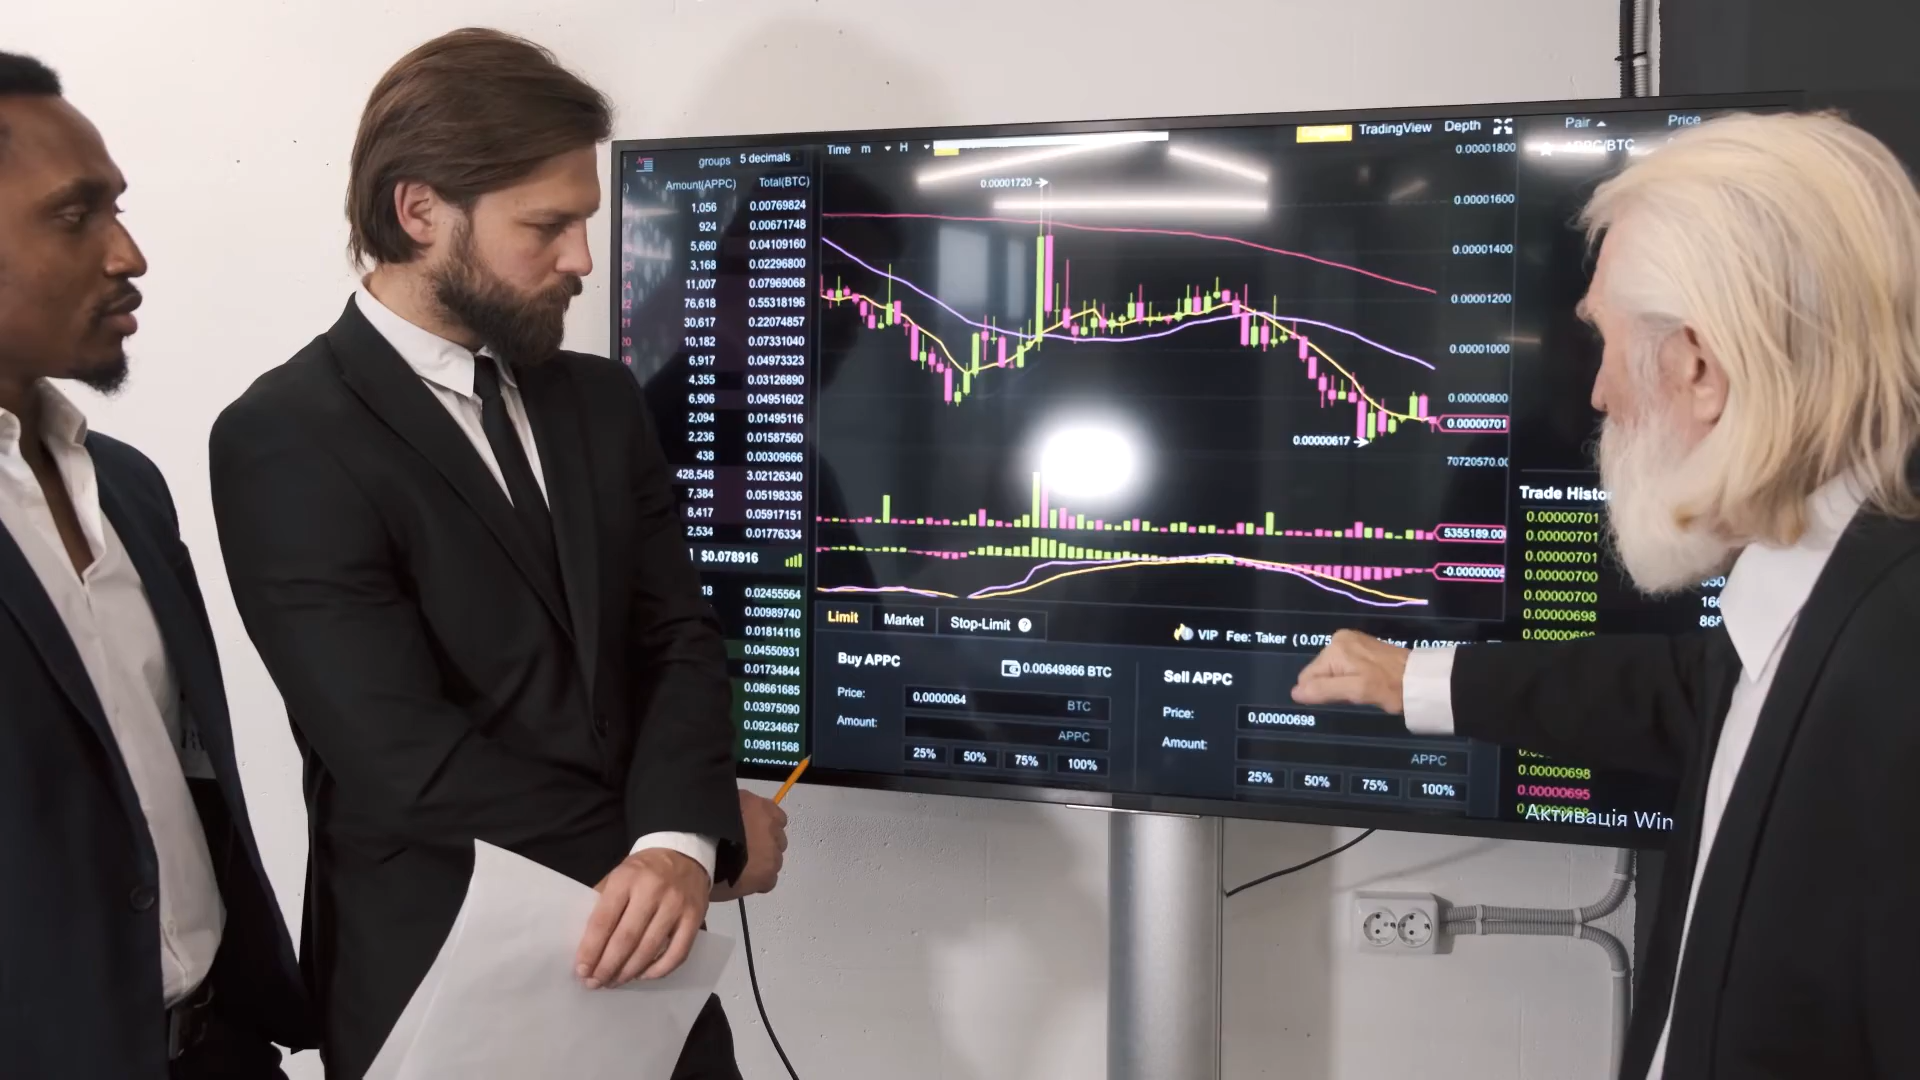 groups 5 decimals
Amount(APPC) Total(BTC)
1,056 0.00769824
924 0.00671748
5,660 0.04109160
3,168 0.02296800
11,007 0.07969068
76,618 0.55318196
30,617 0.22074857
10,182 0.07331040
6,917 0.04973323
4,355 0.03126890
6,906 0.04951602
2,094 0.01495116
2,236 0.01587560
438 0.00309666
428,548 3.02126340
7,384 0.05198336
8,417 0.05917151
2,534 0.01776334
$0.078916
18 0.02455564
0.00989740
0.01814116
0.04550931
0.01734844
0.08661685
0.03975090
0.09234667
0.09811568
Time m H
TradingView Depth
0.00001720
0.00001800
0.00001600
0.00001400
0.00001200
0.00001000
0.00000800
0.00000701
0.00000617
70720570.00
5355189.00
Limit Market Stop-Limit ?
VIP Fee: Taker
Buy APPC 0.00649866 BTC
Price: 0,0000064 BTC
Amount: APPC
25% 50% 75% 100%
Sell APPC
Price: 0,00000698
Amount: APPC
25% 50% 75% 100%
Pair Price
APPC/BTC
Trade Histo
0.00000701
0.00000701
0.00000701
0.00000700
0.00000700
0.00000698
0.00000698
0.00000695
Активація Win